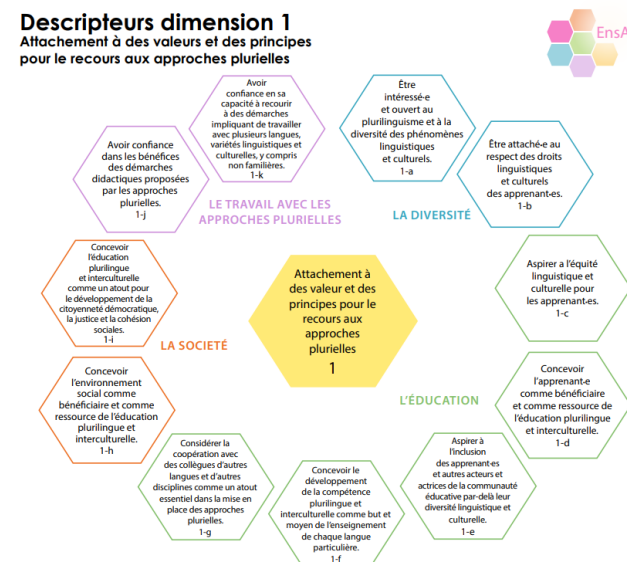 Descripteurs dimension 1
Attachement à des valeurs et des principes
pour le recours aux approches plurielles
EnsA
Être
intéressé·e
et ouvert au
plurilinguisme et à la
diversité des phénomènes
linguistiques
et culturels.
1-a
Être attaché·e au
respect des droits
linguistiques
et culturels
des apprenant·es.
1-b
LA DIVERSITÉ
Aspirer a l'équité
linguistique et
culturelle pour
les apprenant·es.
1-c
Concevoir
l'apprenant·e
comme bénéficiaire
et comme ressource de
l'éducation plurilingue
et interculturelle.
1-d
L'ÉDUCATION
Aspirer à
l'inclusion
des apprenant·es
et autres acteurs et
actrices de la communauté
éducative par-delà leur
diversité linguistique et
culturelle.
1-e
Concevoir le
développement
de la compétence
plurilingue et
interculturelle comme but et
moyen de l'enseignement
de chaque langue
particulière.
1-f
Considérer la
coopération avec
des collègues d'autres
langues et d'autres
disciplines comme un atout
essentiel dans la mise en
place des approches
plurielles.
1-g
Concevoir
l'environnement
social comme
bénéficiaire et comme
ressource de l'éducation
plurilingue et
interculturelle.
1-h
LA SOCIETÉ
Concevoir
l'éducation
plurilingue
et interculturelle
comme un atout pour
le développement de la
citoyenneté démocratique,
la justice et la cohésion
sociales.
1-i
Avoir confiance
dans les bénéfices
des démarches
didactiques proposées
par les approches
plurielles.
1-j
Avoir
confiance en sa
capacité à recourir
à des démarches
impliquant de travailler
avec plusieurs langues,
variétés linguistiques et
culturelles, y compris
non familières.
1-k
LE TRAVAIL AVEC LES
APPROCHES PLURIELLES
Attachement à
des valeur et des
principes pour le
recours aux
approches
plurielles
1